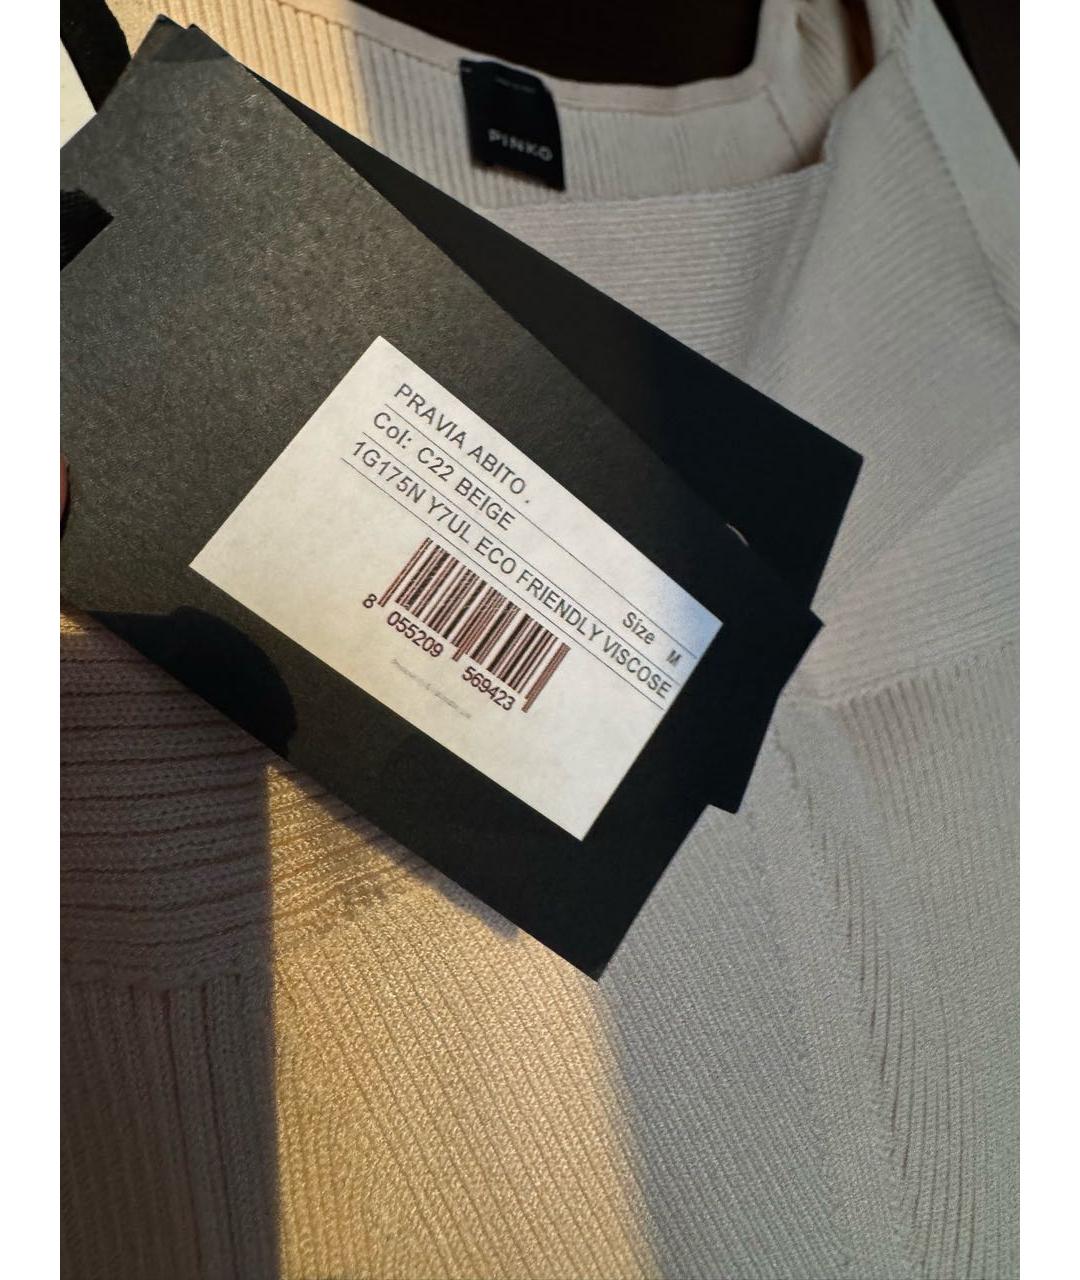 PINKO
PRAVIA ABITO.
Col: C22 BEIGE
Size M
1G175N Y7UL ECO FRIENDLY VISCOSE
8 055209 569423